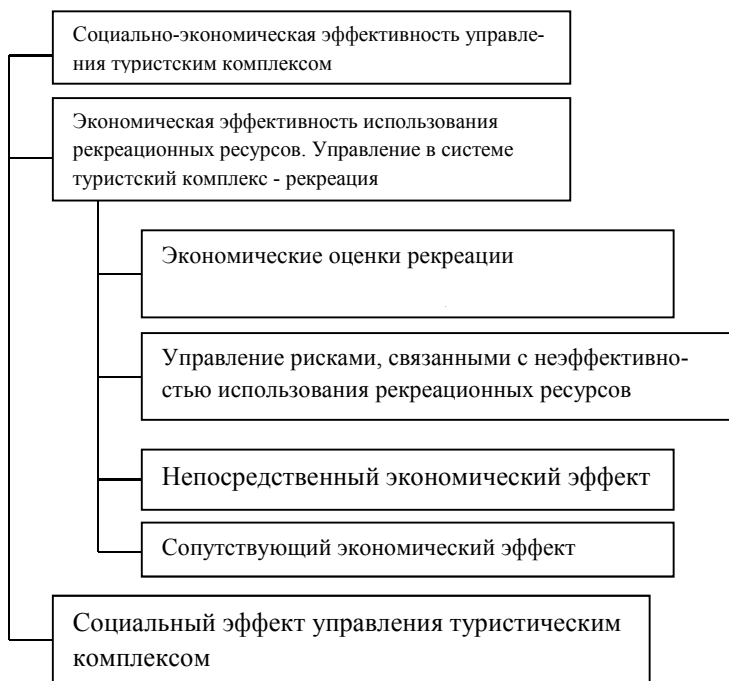 Социально-экономическая эффективность управле-
ния туристским комплексом
Экономическая эффективность использования
рекреационных ресурсов. Управление в системе
туристский комплекс - рекреация
Экономические оценки рекреации
Управление рисками, связанными с неэффективно-
стью использования рекреационных ресурсов
Непосредственный экономический эффект
Сопутствующий экономический эффект
Социальный эффект управления туристическим
комплексом